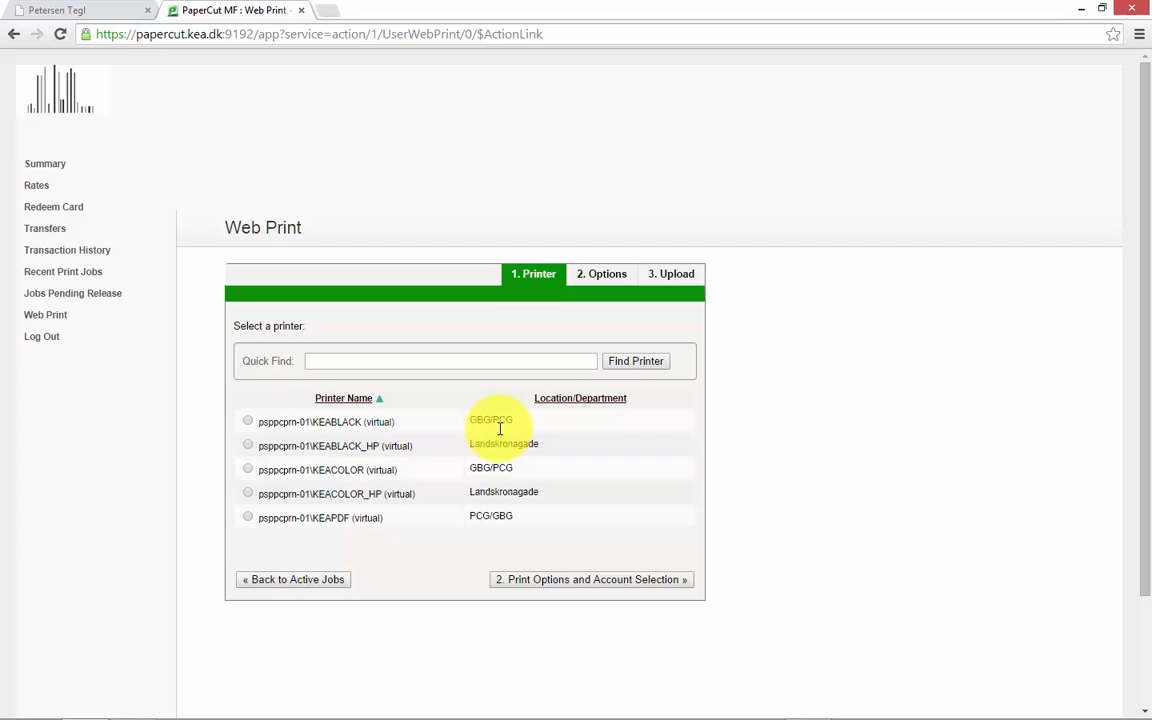 Petersen Tegl
PaperCut MF : Web Print -
https://papercut.kea.dk:9192/app?service=action/1/UserWebPrint/0/$ActionLink
Summary
Rates
Redeem Card
Transfers
Transaction History
Recent Print Jobs
Jobs Pending Release
Web Print
Log Out
Web Print
1. Printer 2. Options 3. Upload
Select a printer:
Quick Find: Find Printer
Printer Name Location/Department
psppcprn-01\KEABLACK (virtual) GBG/PCG
psppcprn-01\KEABLACK_HP (virtual) Landskronagade
psppcprn-01\KEACOLOR (virtual) GBG/PCG
psppcprn-01\KEACOLOR_HP (virtual) Landskronagade
psppcprn-01\KEAPDF (virtual) PCG/GBG
« Back to Active Jobs 2. Print Options and Account Selection »